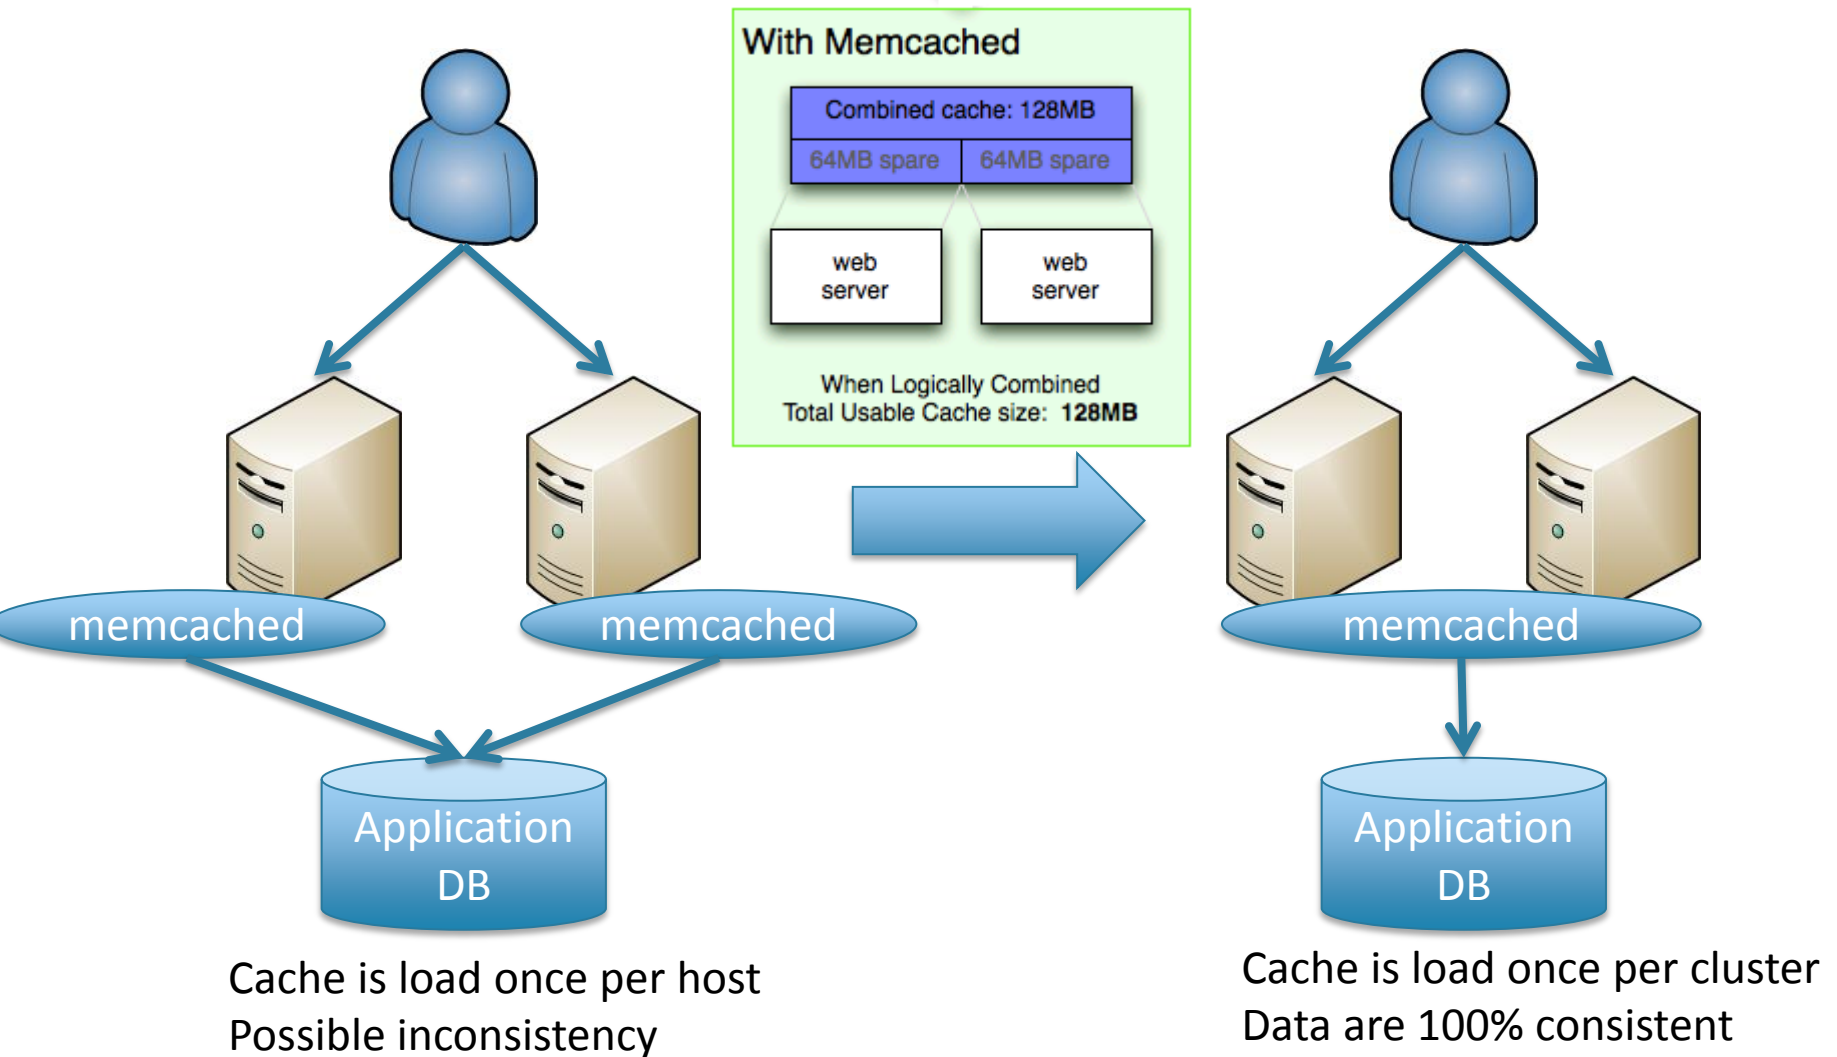 With Memcached
Combined cache: 128MB
64MB spare 64MB spare
web server
web server
When Logically Combined
Total Usable Cache size: 128MB
memcached
memcached
memcached
Application
DB
Application
DB
Cache is load once per host
Possible inconsistency
Cache is load once per cluster
Data are 100% consistent